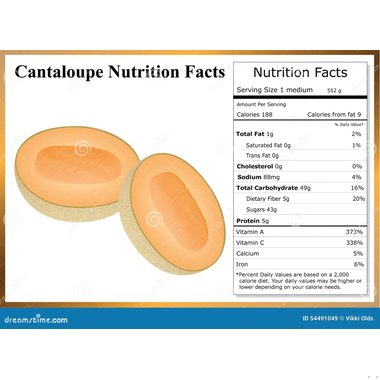 Cantaloupe Nutrition Facts
Nutrition Facts
Serving Size 1 medium 552 g
Amount Per Serving
Calories 188 Calories from fat 9
% Daily Value*
Total Fat 1g 2%
Saturated Fat 0g 1%
Trans Fat 0g
Cholesterol 0g 0%
Sodium 88mg 4%
Total Carbohydrate 49g 16%
Dietary Fiber 5g 20%
Sugars 43g
Protein 5g
Vitamin A 373%
Vitamin C 338%
Calcium 5%
Iron 6%
*Percent Daily Values are based on a 2,000
calorie diet. Your daily values may be higher or
lower depending on your calorie needs.
dreamstime.com ID 54491049 © Vikki Olds